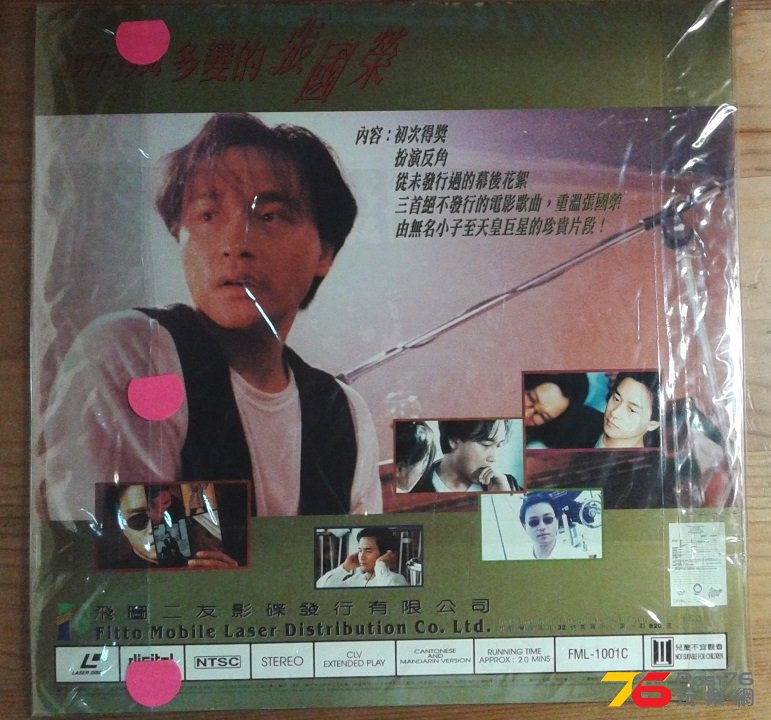 多變的 張國榮
內容：初次得獎
扮演反角
從未發行過的幕後花絮
三首絕不發行的電影歌曲，重溫張國榮
由無名小子至天皇巨星的珍貴片段！
飛圖二友影碟發行有限公司
Fitto Mobile Laser Distribution Co. Ltd.
LASER DISC
digital
NTSC
STEREO
CLV
EXTENDED PLAY
CANTONESE
AND
MANDARIN VERSION
RUNNING TIME
APPROX : 20 MINS
FML-1001C
III
兒童不宜觀看
NOT SUITABLE FOR CHILDREN
76